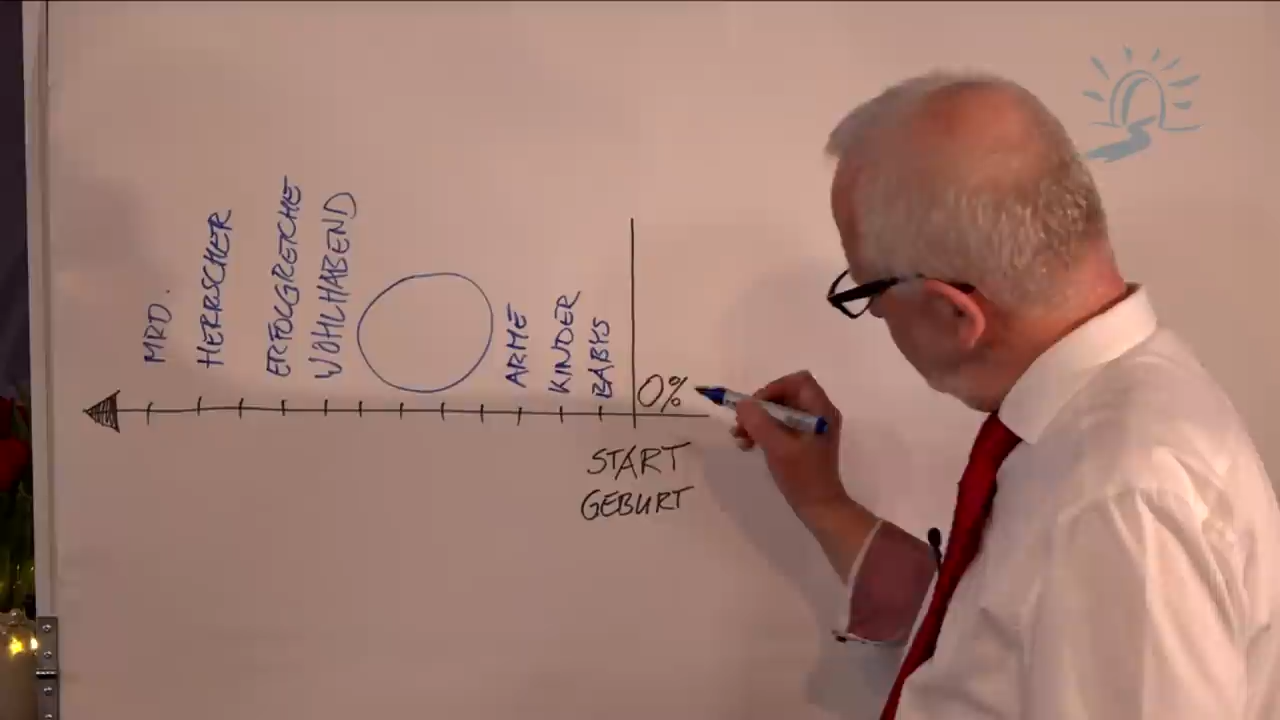 MRD.
HERRSCHER
ERFOLGREICHE
WOHLHABEND
ARME
KINDER
BABYS
0%
START
GEBURT